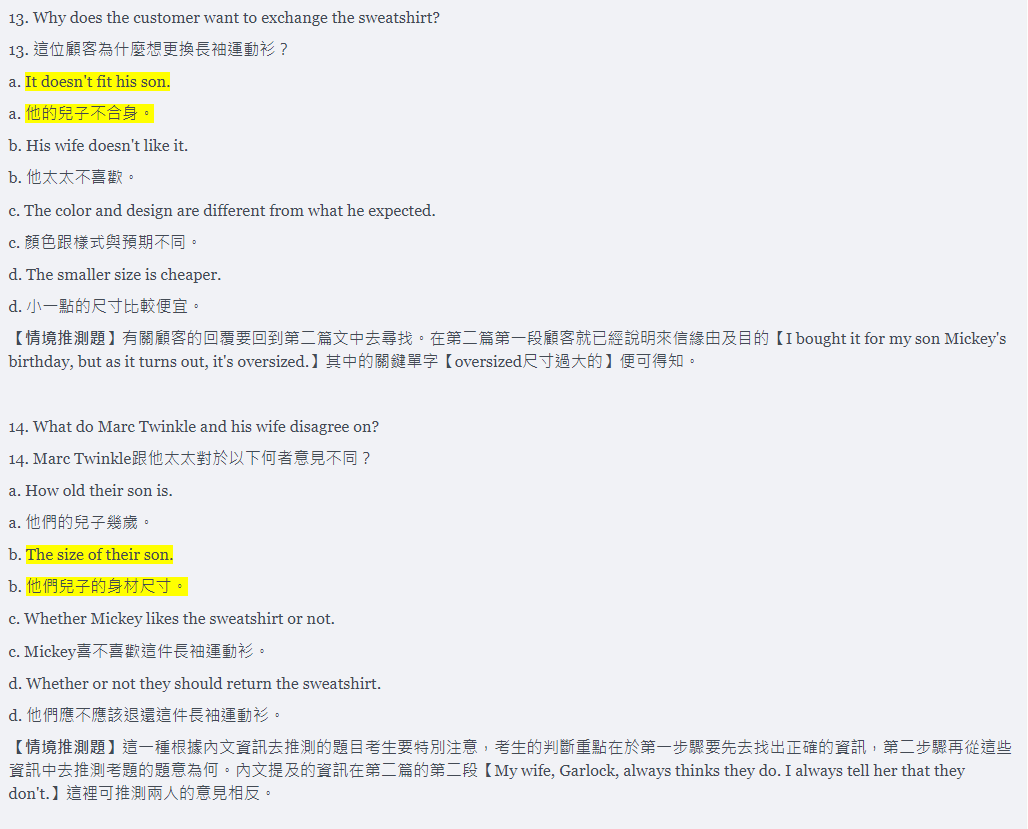 13. Why does the customer want to exchange the sweatshirt?
13. 這位顧客為什麼想更換長袖運動衫？
a. It doesn't fit his son.
a. 他的兒子不合身。
b. His wife doesn't like it.
b. 他太太不喜歡。
c. The color and design are different from what he expected.
c. 顏色跟樣式與預期不同。
d. The smaller size is cheaper.
d. 小一點的尺寸比較便宜。
【情境推測題】有關顧客的回覆要回到第二篇文中去尋找。在第二篇第一段顧客就已經說明來信緣由及目的【I bought it for my son Mickey's
birthday, but as it turns out, it's oversized.】其中的關鍵單字【oversized尺寸過大的】便可得知。
14. What do Marc Twinkle and his wife disagree on?
14. Marc Twinkle跟他太太對於以下何者意見不同？
a. How old their son is.
a. 他們的兒子幾歲。
b. The size of their son.
b. 他們兒子的身材尺寸。
c. Whether Mickey likes the sweatshirt or not.
c. Mickey喜不喜歡這件長袖運動衫。
d. Whether or not they should return the sweatshirt.
d. 他們應不應該退還這件長袖運動衫。
【情境推測題】這一種根據內文資訊去推測的題目考生要特別注意，考生的判斷重點在於第一步驟要先去找出正確的資訊，第二步驟再從這些
資訊中去推測考題的題意為何。內文提及的資訊在第二篇的第二段【My wife, Garlock, always thinks they do. I always tell her that they
don't.】這裡可推測兩人的意見相反。